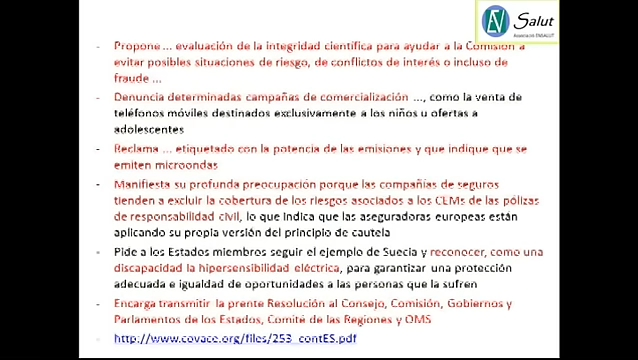 Salut
Associació ENSALUT
- Propone ... evaluación de la integridad científica para ayudar a la Comisión a
evitar posibles situaciones de riesgo, de conflictos de interés o incluso de
fraude ...
- Denuncia determinadas campañas de comercialización ..., como la venta de
teléfonos móviles destinados exclusivamente a los niños u ofertas a
adolescentes
- Reclama ... etiquetado con la potencia de las emisiones y que indique que se
emiten microondas
- Manifiesta su profunda preocupación porque las compañías de seguros
tienden a excluir la cobertura de los riesgos asociados a los CEMs de las pólizas
de responsabilidad civil, lo que indica que las aseguradoras europeas están
aplicando su propia versión del principio de cautela
- Pide a los Estados miembros seguir el ejemplo de Suecia y reconocer, como una
discapacidad la hipersensibilidad eléctrica, para garantizar una protección
adecuada e igualdad de oportunidades a las personas que la sufren
- Encarga transmitir la prente Resolución al Consejo, Comisión, Gobiernos y
Parlamentos de los Estados, Comité de las Regiones y OMS
- http://www.covace.org/files/253_contES.pdf